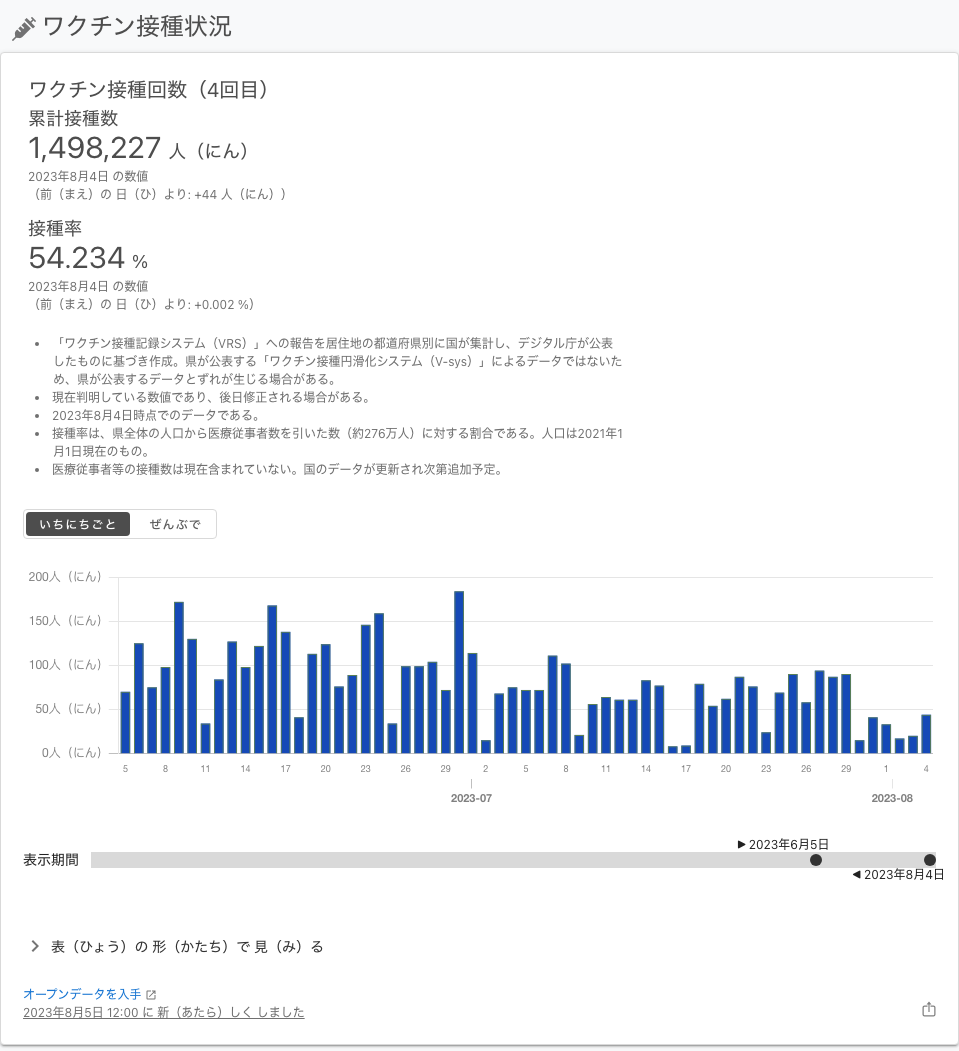 ワクチン接種状況
ワクチン接種回数（4回目）
累計接種数
1,498,227 人（にん）
2023年8月4日 の数値
（前（まえ）の 日（ひ）より: +44 人（にん））
接種率
54.234 %
2023年8月4日 の数値
（前（まえ）の 日（ひ）より: +0.002 %）
「ワクチン接種記録システム（VRS）」への報告を居住地の都道府県別に国が集計し、デジタル庁が公表
したものに基づき作成。県が公表する「ワクチン接種円滑化システム（V-sys）」によるデータではないた
め、県が公表するデータとずれが生じる場合がある。
現在判明している数値であり、後日修正される場合がある。
2023年8月4日時点でのデータである。
接種率は、県全体の人口から医療従事者数を引いた数（約276万人）に対する割合である。人口は2021年1
月1日現在のもの。
医療従事者等の接種数は現在含まれていない。国のデータが更新され次第追加予定。
いちにちごと ぜんぶで
200人（にん）
150人（にん）
100人（にん）
50人（にん）
0人（にん）
5 8 11 14 17 20 23 26 29 2 5 8 11 14 17 20 23 26 29 1 4
2023-07 2023-08
2023年6月5日
表示期間
2023年8月4日
表（ひょう）の 形（かたち）で 見（み）る
オープンデータを入手
2023年8月5日 12:00 に 新（あたら）しく しました